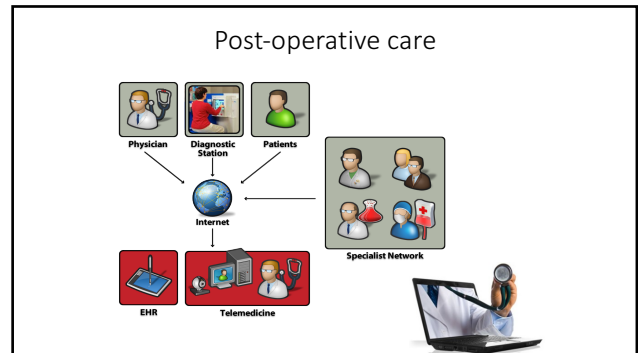 Post-operative care
Physician
Diagnostic
Station
Patients
Internet
Specialist Network
EHR
Telemedicine